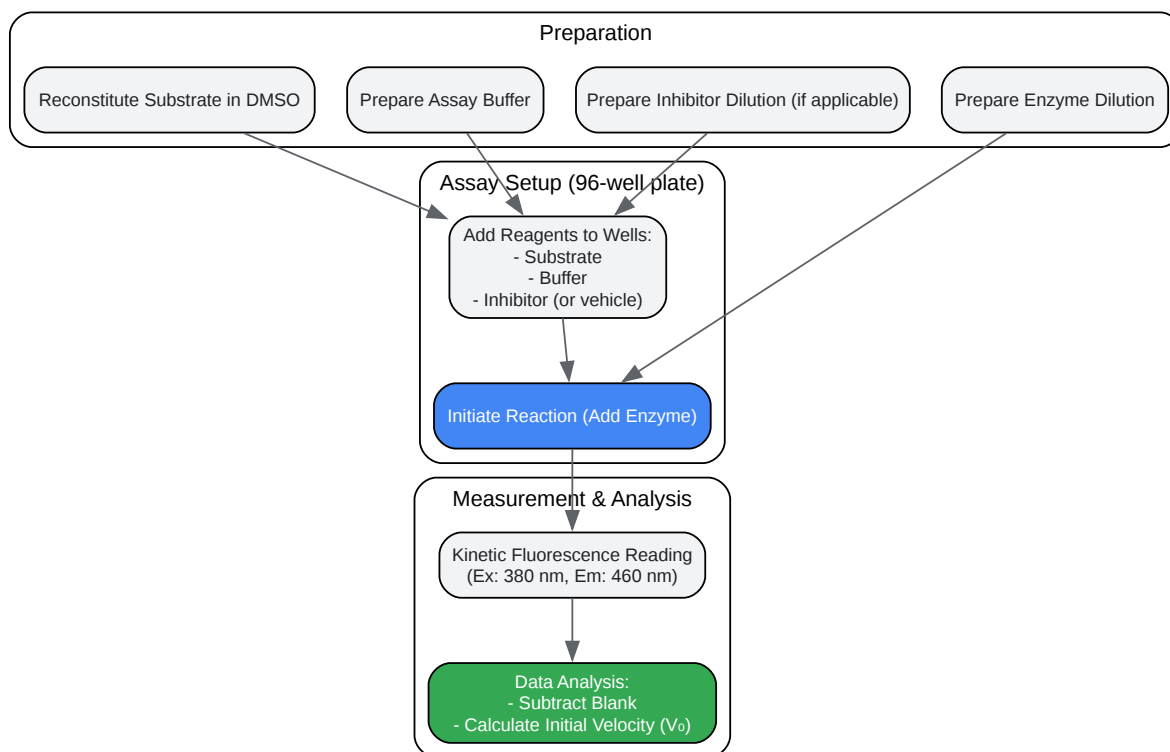 Preparation
Reconstitute Substrate in DMSO
Prepare Assay Buffer
Prepare Inhibitor Dilution (if applicable)
Prepare Enzyme Dilution
Assay Setup (96-well plate)
Add Reagents to Wells:
- Substrate
- Buffer
- Inhibitor (or vehicle)
Initiate Reaction (Add Enzyme)
Measurement & Analysis
Kinetic Fluorescence Reading
(Ex: 380 nm, Em: 460 nm)
Data Analysis:
- Subtract Blank
- Calculate Initial Velocity (V₀)